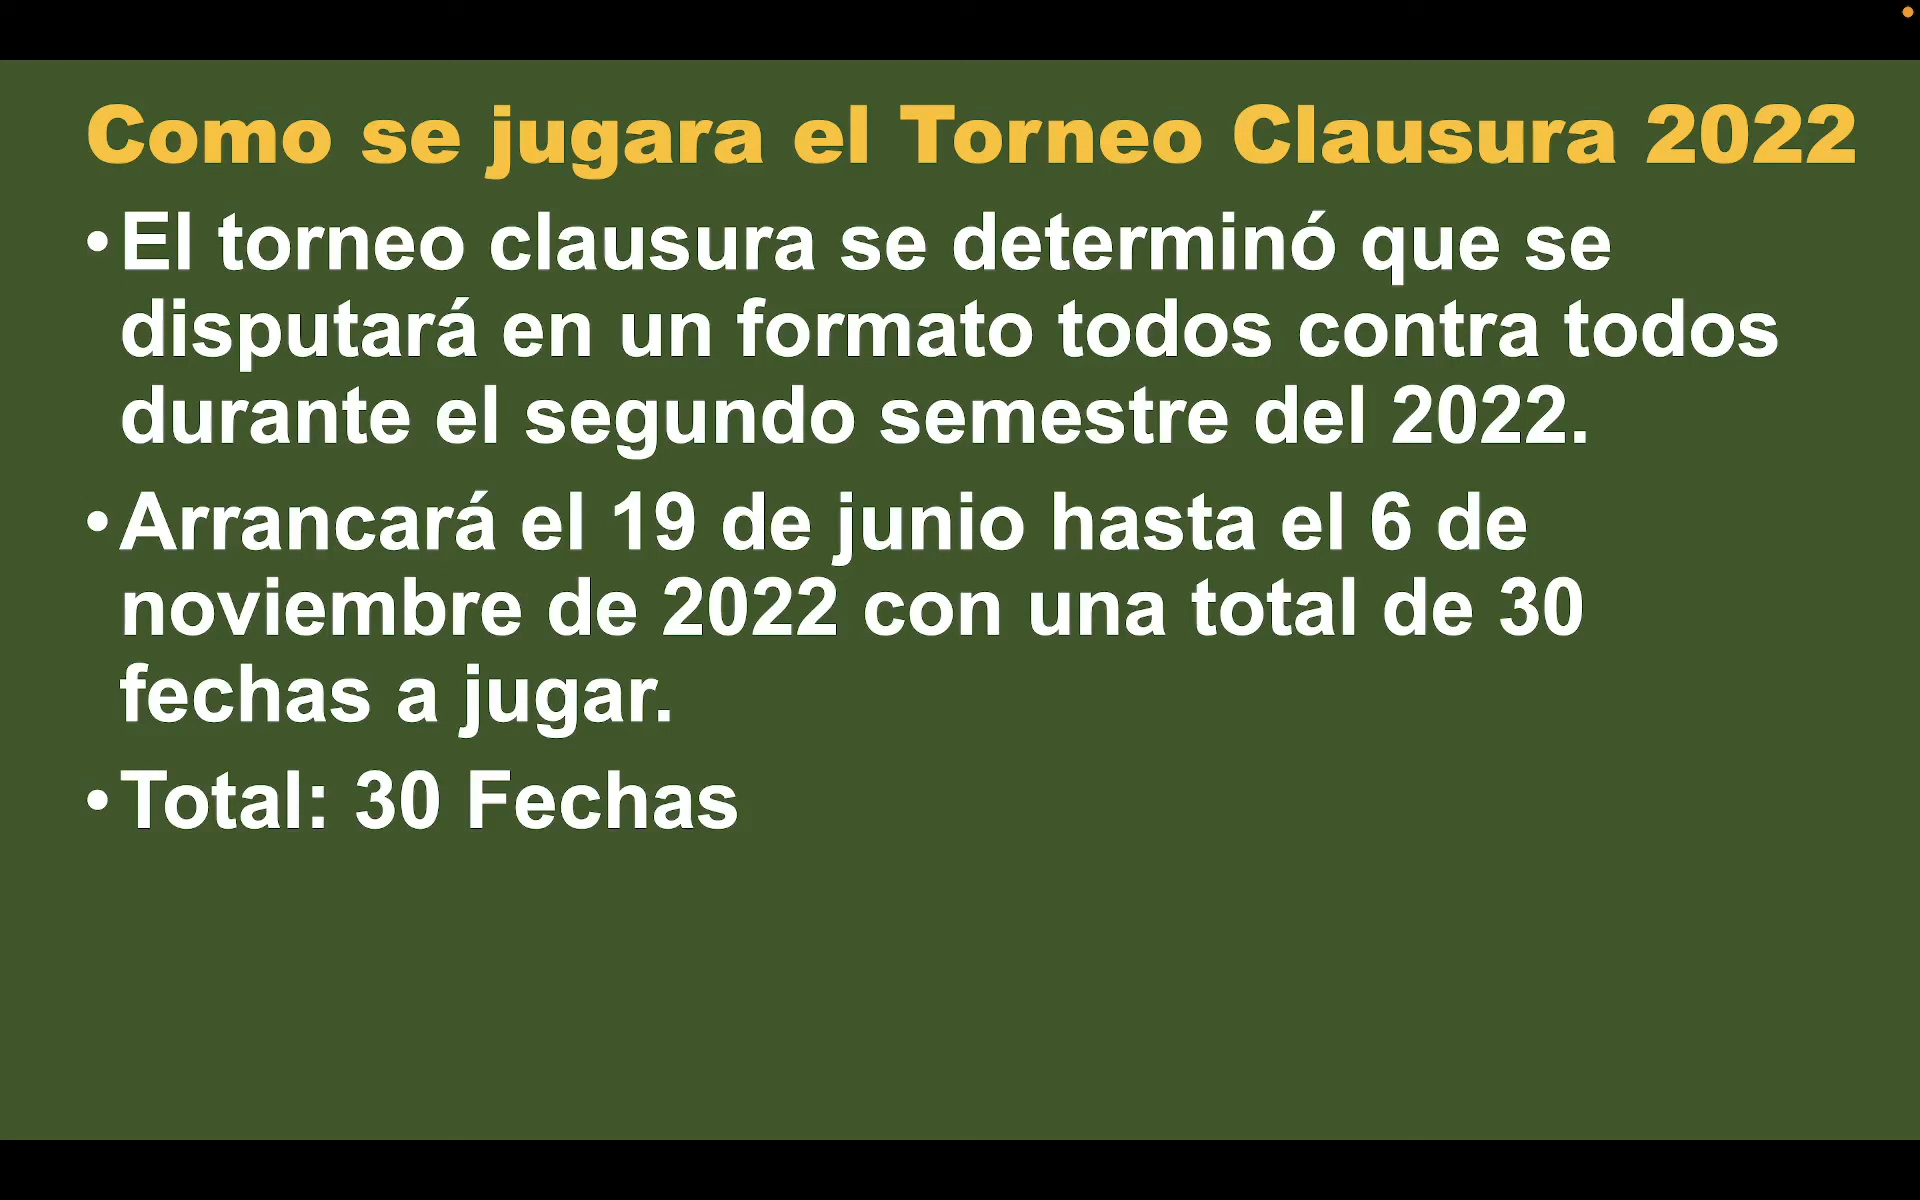 Como se jugara el Torneo Clausura 2022
•El torneo clausura se determinó que se
disputará en un formato todos contra todos
durante el segundo semestre del 2022.
•Arrancará el 19 de junio hasta el 6 de
noviembre de 2022 con una total de 30
fechas a jugar.
•Total: 30 Fechas